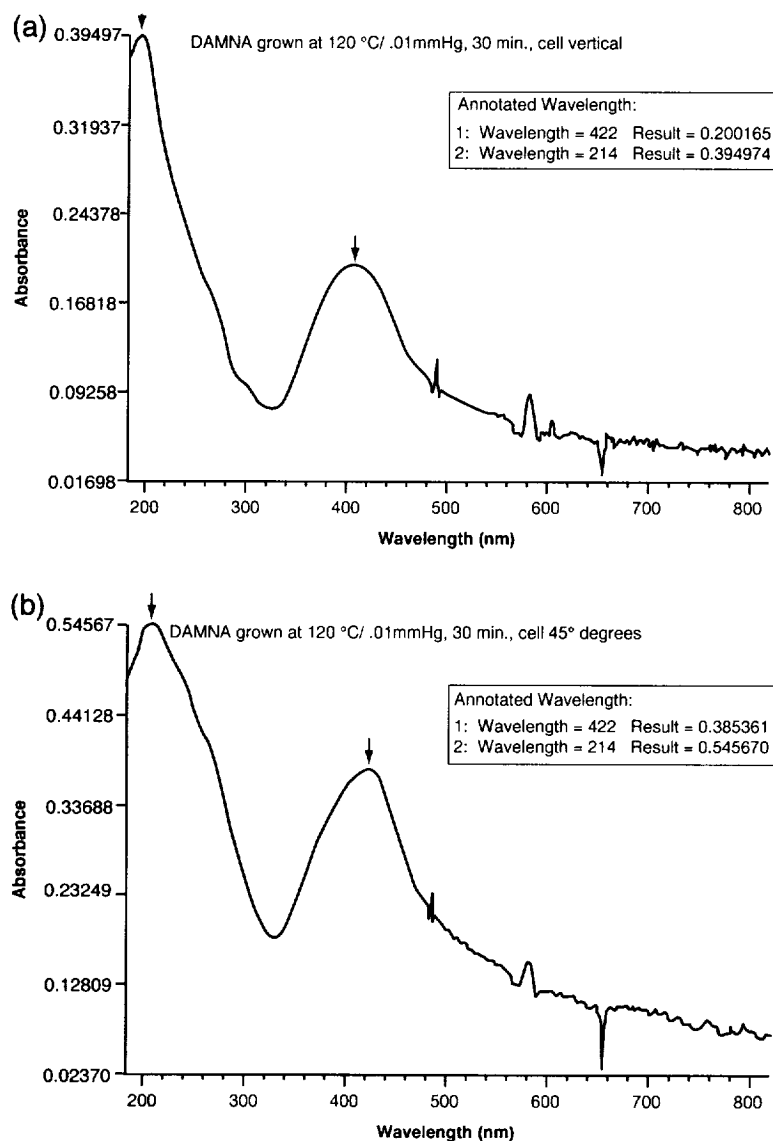 (a)
DAMNA grown at 120 °C/ .01mmHg, 30 min., cell vertical
Annotated Wavelength:
1: Wavelength = 422 Result = 0.200165
2: Wavelength = 214 Result = 0.394974
Absorbance
0.39497
0.31937
0.24378
0.16818
0.09258
0.01698
200 300 400 500 600 700 800
Wavelength (nm)
(b)
DAMNA grown at 120 °C/ .01mmHg, 30 min., cell 45° degrees
Annotated Wavelength:
1: Wavelength = 422 Result = 0.385361
2: Wavelength = 214 Result = 0.545670
Absorbance
0.54567
0.44128
0.33688
0.23249
0.12809
0.02370
200 300 400 500 600 700 800
Wavelength (nm)